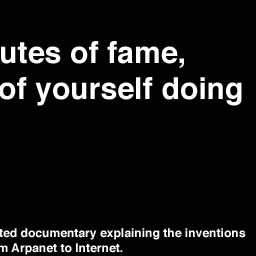 utes of fame,
of yourself doing
ted documentary explaining the inventions
m Arpanet to Internet.